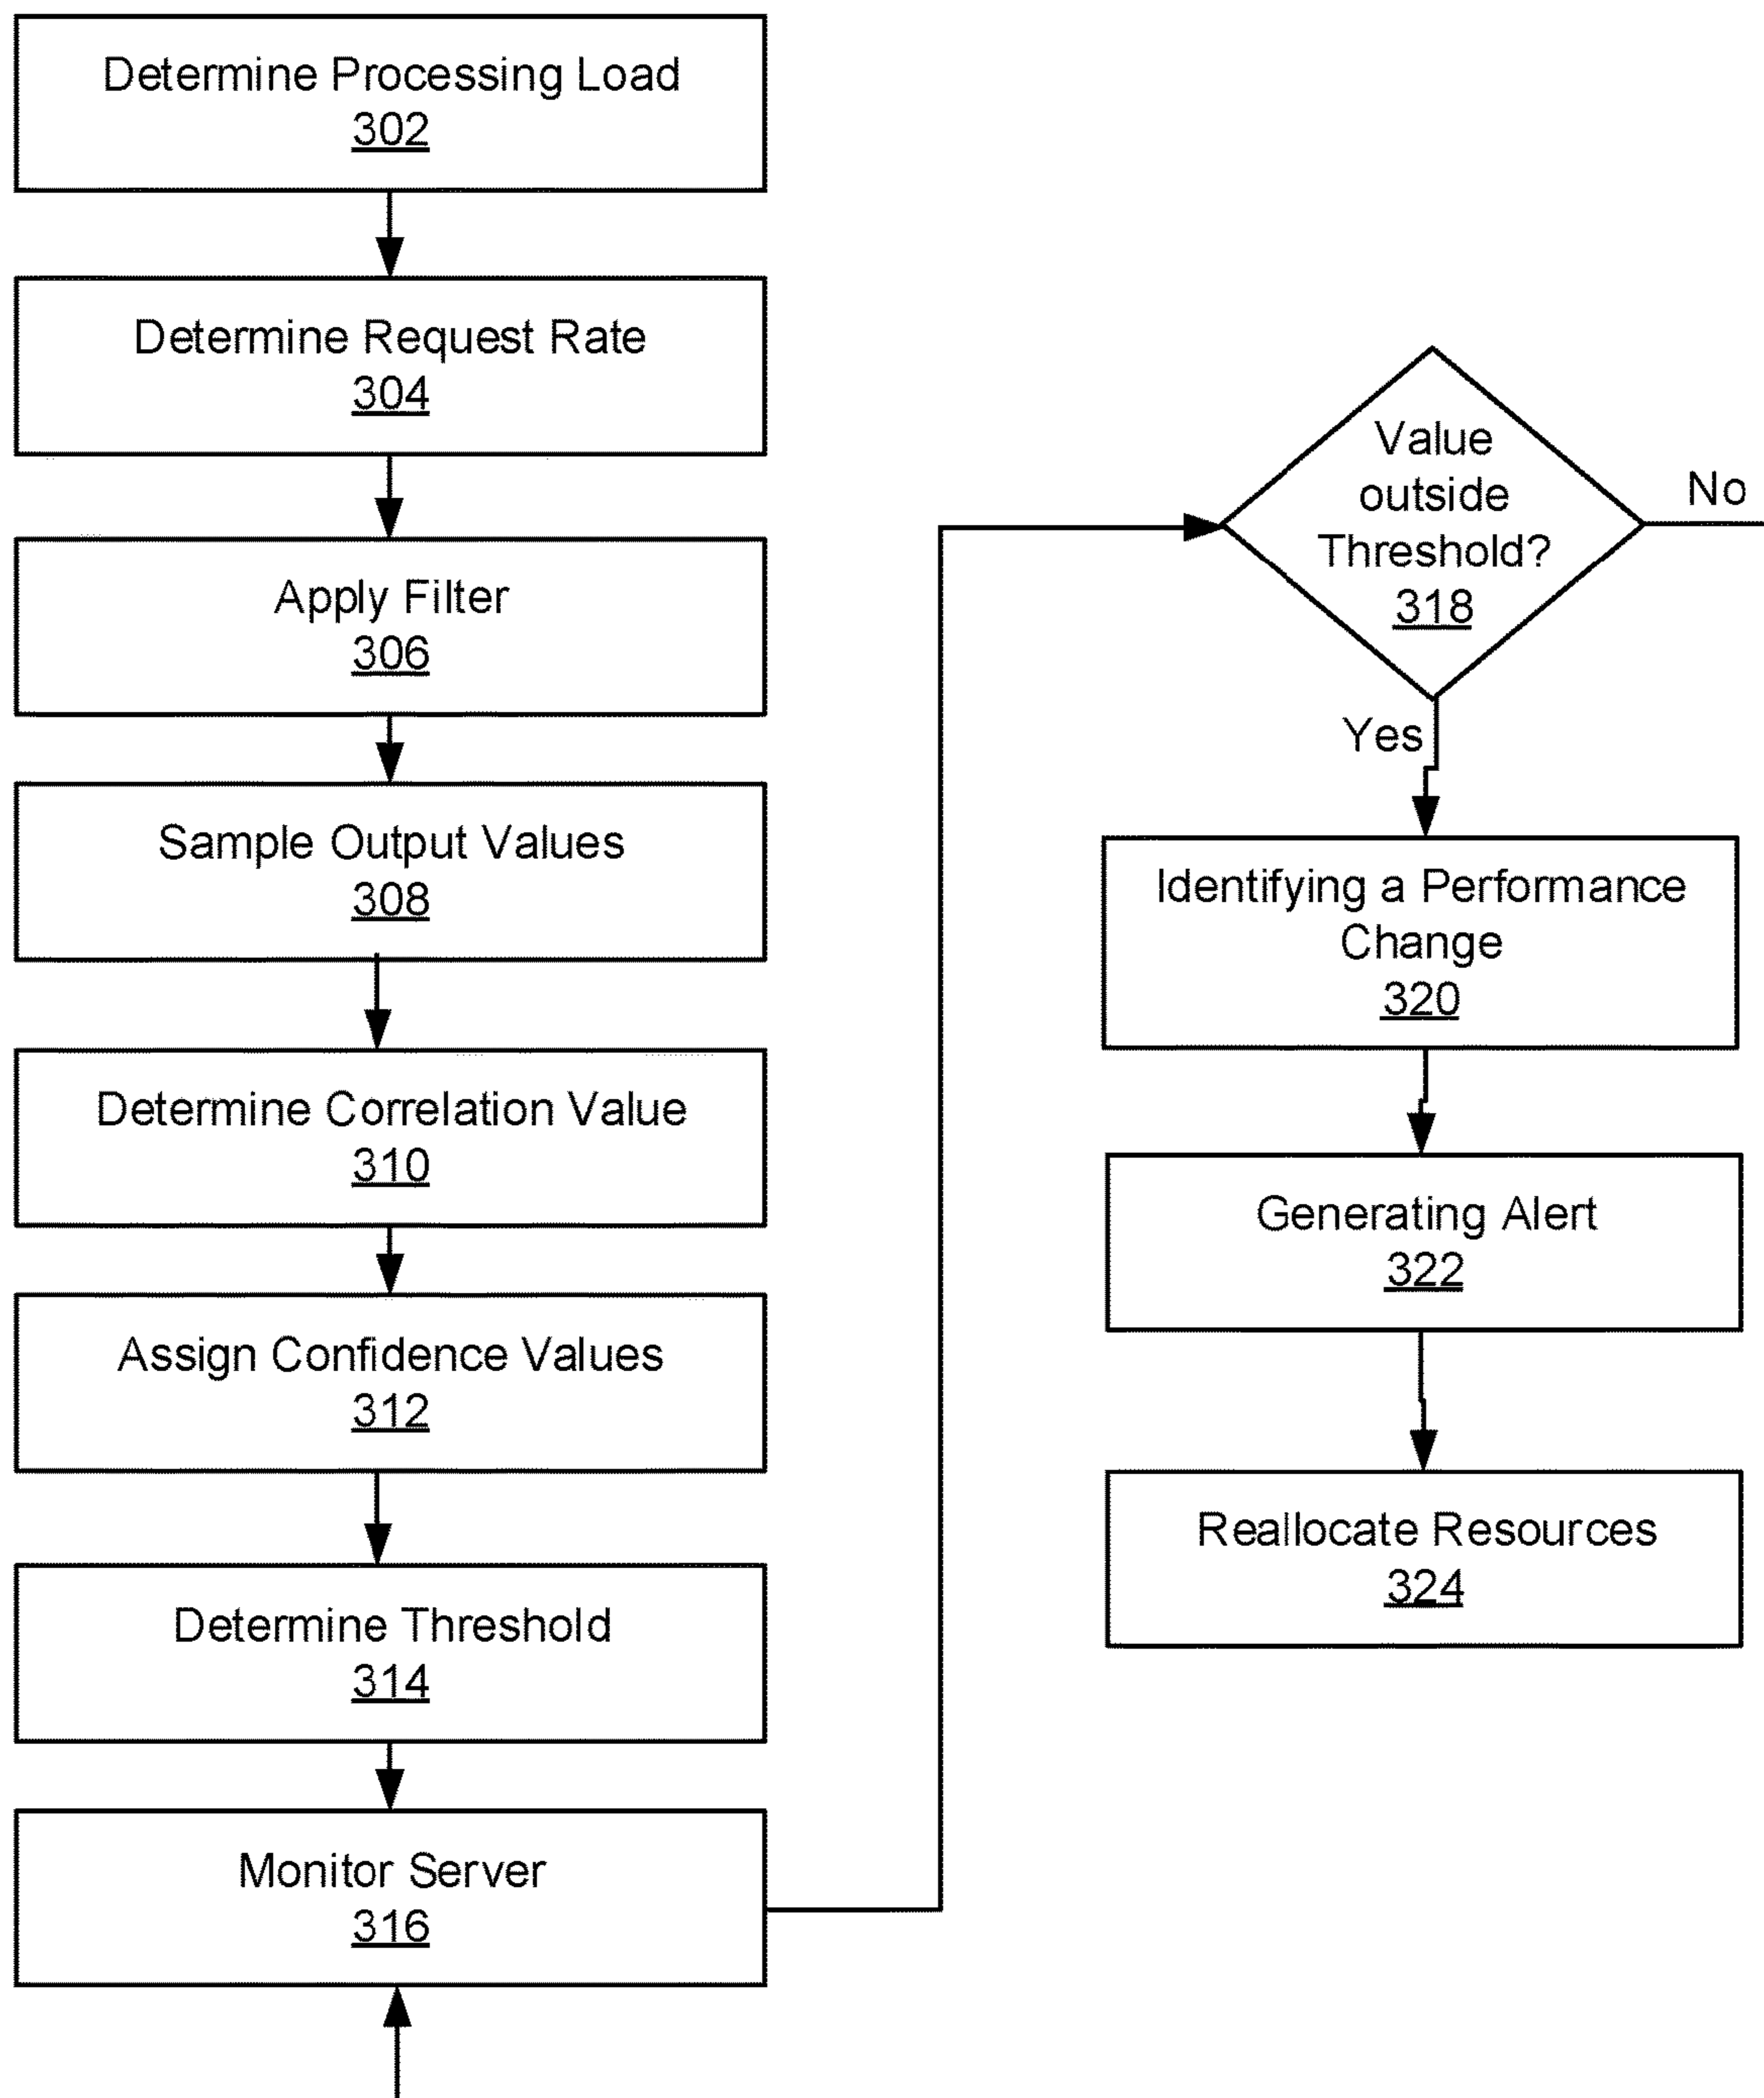 Determine Processing Load
302
Determine Request Rate
304
Apply Filter
306
Sample Output Values
308
Determine Correlation Value
310
Assign Confidence Values
312
Determine Threshold
314
Monitor Server
316
Value
outside
Threshold?
318
No
Yes
Identifying a Performance
Change
320
Generating Alert
322
Reallocate Resources
324